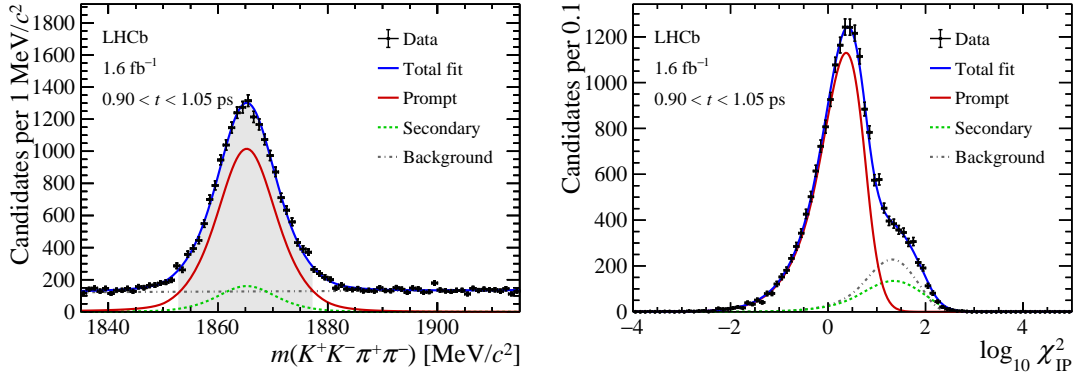 Candidates per 1 MeV/c²
1800
1600
1400
1200
1000
800
600
400
200
0
LHCb
1.6 fb⁻¹
0.90 < t < 1.05 ps
Data
Total fit
Prompt
Secondary
Background
1840
1860
1880
1900
m(K⁺K⁻π⁺π⁻) [MeV/c²]
Candidates per 0.1
1200
1000
800
600
400
200
0
LHCb
1.6 fb⁻¹
0.90 < t < 1.05 ps
Data
Total fit
Prompt
Secondary
Background
−4
−2
0
2
4
log₁₀ χ²_IP